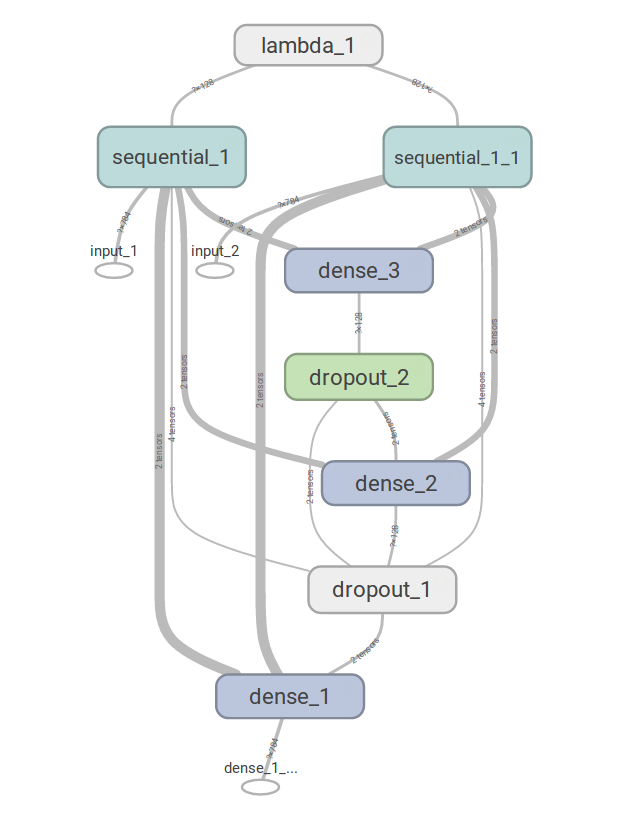 lambda_1
?×128
?×128
sequential_1
sequential_1_1
?×784
?×784
2 tensors
2 tensors
input_1
input_2
dense_3
?×128
2 tensors
2 tensors
2 tensors
4 tensors
4 tensors
dropout_2
2 tensors
2 tensors
2 tensors
dense_2
?×128
dropout_1
2 tensors
dense_1
?×784
dense_1_...